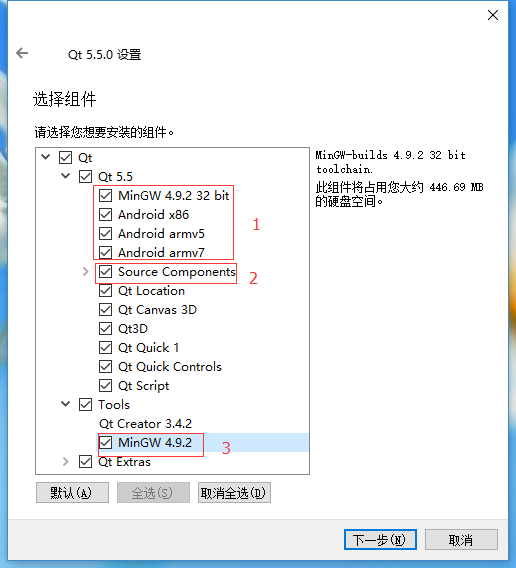 Qt 5.5.0 设置
选择组件
请选择您想要安装的组件。
Qt
Qt 5.5
MinGW 4.9.2 32 bit
Android x86
Android armv5
Android armv7
1
Source Components
2
Qt Location
Qt Canvas 3D
Qt3D
Qt Quick 1
Qt Quick Controls
Qt Script
Tools
Qt Creator 3.4.2
MinGW 4.9.2
3
Qt Extras
MinGW-builds 4.9.2 32 bit
toolchain.
此组件将占用您大约 446.69 MB
的硬盘空间。
默认(A)
全选(S)
取消全选(D)
下一步(N)
取消